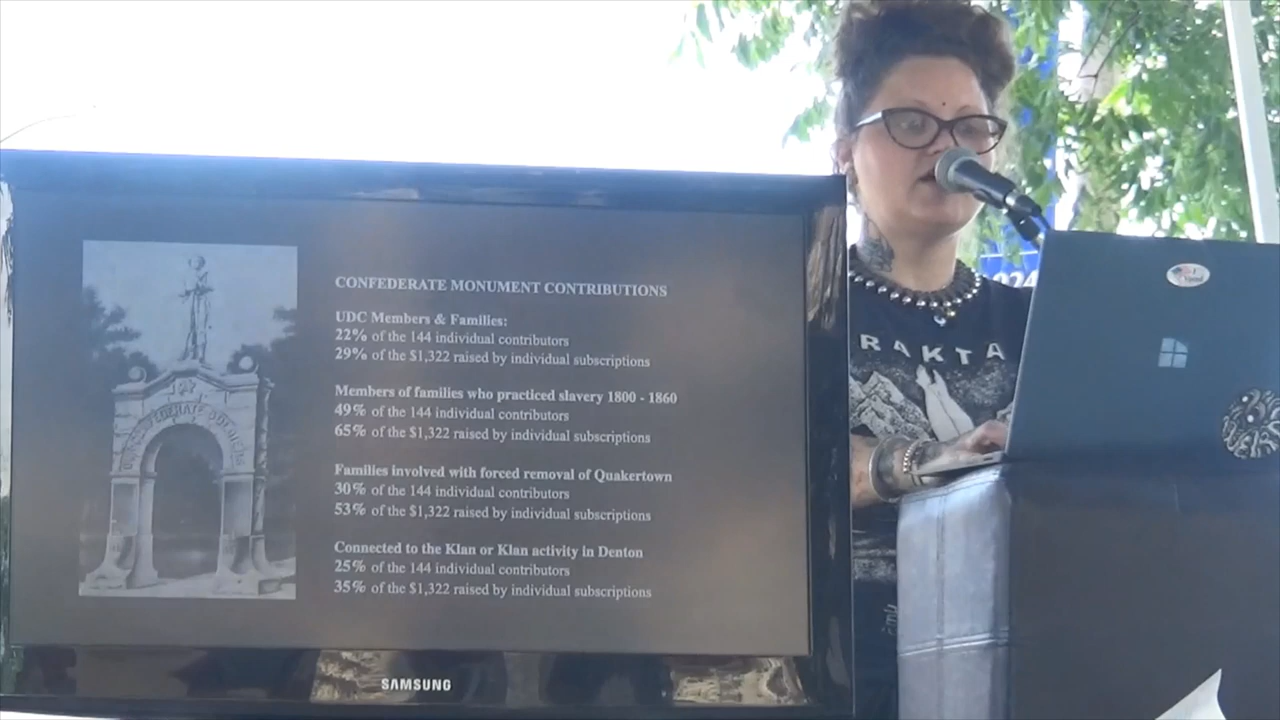 CONFEDERATE MONUMENT CONTRIBUTIONS
UDC Members & Families:
22% of the 144 individual contributors
29% of the $1,322 raised by individual subscriptions
Members of families who practiced slavery 1800 - 1860
49% of the 144 individual contributors
65% of the $1,322 raised by individual subscriptions
Families involved with forced removal of Quakertown
30% of the 144 individual contributors
53% of the $1,322 raised by individual subscriptions
Connected to the Klan or Klan activity in Denton
25% of the 144 individual contributors
35% of the $1,322 raised by individual subscriptions
SAMSUNG
RAKTA
I Voted